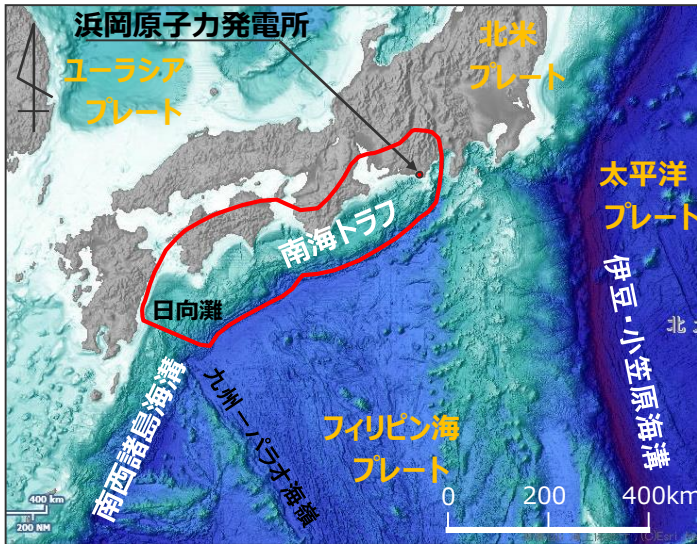 浜岡原子力発電所
北米
プレート
ユーラシア
プレート
太平洋
プレート
南海トラフ
伊豆・小笠原海溝
日向灘
北
南西諸島海溝
九州－パラオ海嶺
フィリピン海
プレート
0 200 400km
400 km
200 NM